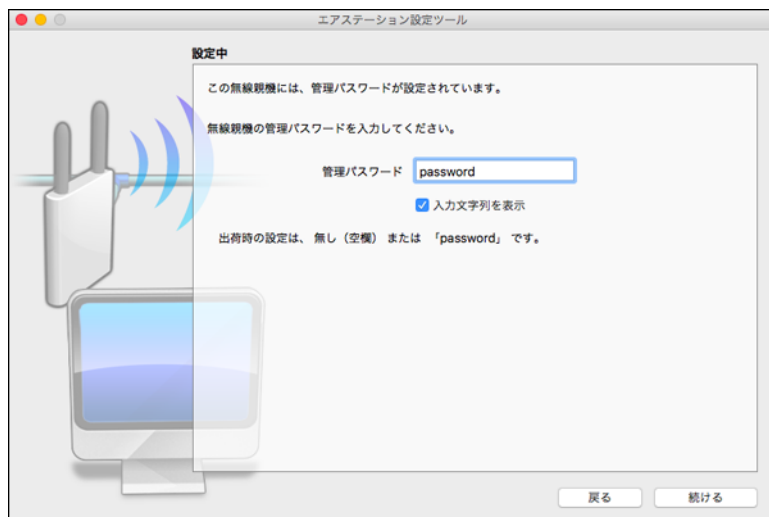 エアステーション設定ツール
設定中
この無線親機には、管理パスワードが設定されています。
無線親機の管理パスワードを入力してください。
管理パスワード password
入力文字列を表示
出荷時の設定は、 無し（空欄） または 「password」 です。
戻る 続ける